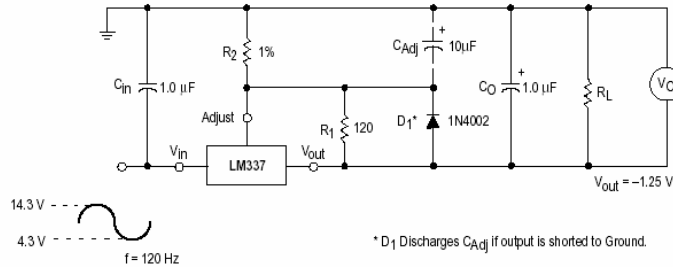 R2 1%
CAdj + 10µF
Cin 1.0 µF
CO + 1.0 µF
RL
VO
Adjust
R1 120
D1* 1N4002
Vin
LM337
Vout
Vout = –1.25 V
14.3 V
4.3 V
f = 120 Hz
* D1 Discharges CAdj if output is shorted to Ground.